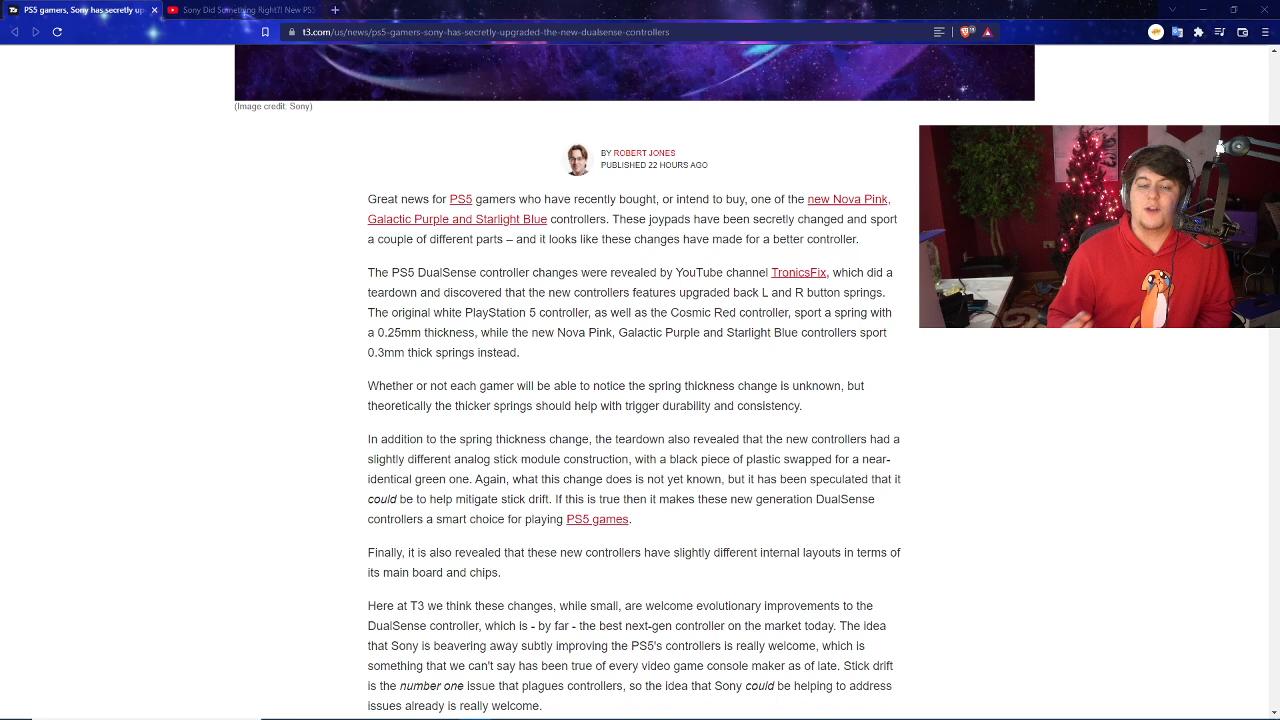 PS5 gamers, Sony has secretly up
Sony Did Something Right?! New PS5
t3.com/us/news/ps5-gamers-sony-has-secretly-upgraded-the-new-dualsense-controllers
(Image credit: Sony)
BY ROBERT JONES
PUBLISHED 22 HOURS AGO
Great news for PS5 gamers who have recently bought, or intend to buy, one of the new Nova Pink,
Galactic Purple and Starlight Blue controllers. These joypads have been secretly changed and sport
a couple of different parts – and it looks like these changes have made for a better controller.
The PS5 DualSense controller changes were revealed by YouTube channel TronicsFix, which did a
teardown and discovered that the new controllers features upgraded back L and R button springs.
The original white PlayStation 5 controller, as well as the Cosmic Red controller, sport a spring with
a 0.25mm thickness, while the new Nova Pink, Galactic Purple and Starlight Blue controllers sport
0.3mm thick springs instead.
Whether or not each gamer will be able to notice the spring thickness change is unknown, but
theoretically the thicker springs should help with trigger durability and consistency.
In addition to the spring thickness change, the teardown also revealed that the new controllers had a
slightly different analog stick module construction, with a black piece of plastic swapped for a near-
identical green one. Again, what this change does is not yet known, but it has been speculated that it
could be to help mitigate stick drift. If this is true then it makes these new generation DualSense
controllers a smart choice for playing PS5 games.
Finally, it is also revealed that these new controllers have slightly different internal layouts in terms of
its main board and chips.
Here at T3 we think these changes, while small, are welcome evolutionary improvements to the
DualSense controller, which is - by far - the best next-gen controller on the market today. The idea
that Sony is beavering away subtly improving the PS5's controllers is really welcome, which is
something that we can't say has been true of every video game console maker as of late. Stick drift
is the number one issue that plagues controllers, so the idea that Sony could be helping to address
issues already is really welcome.